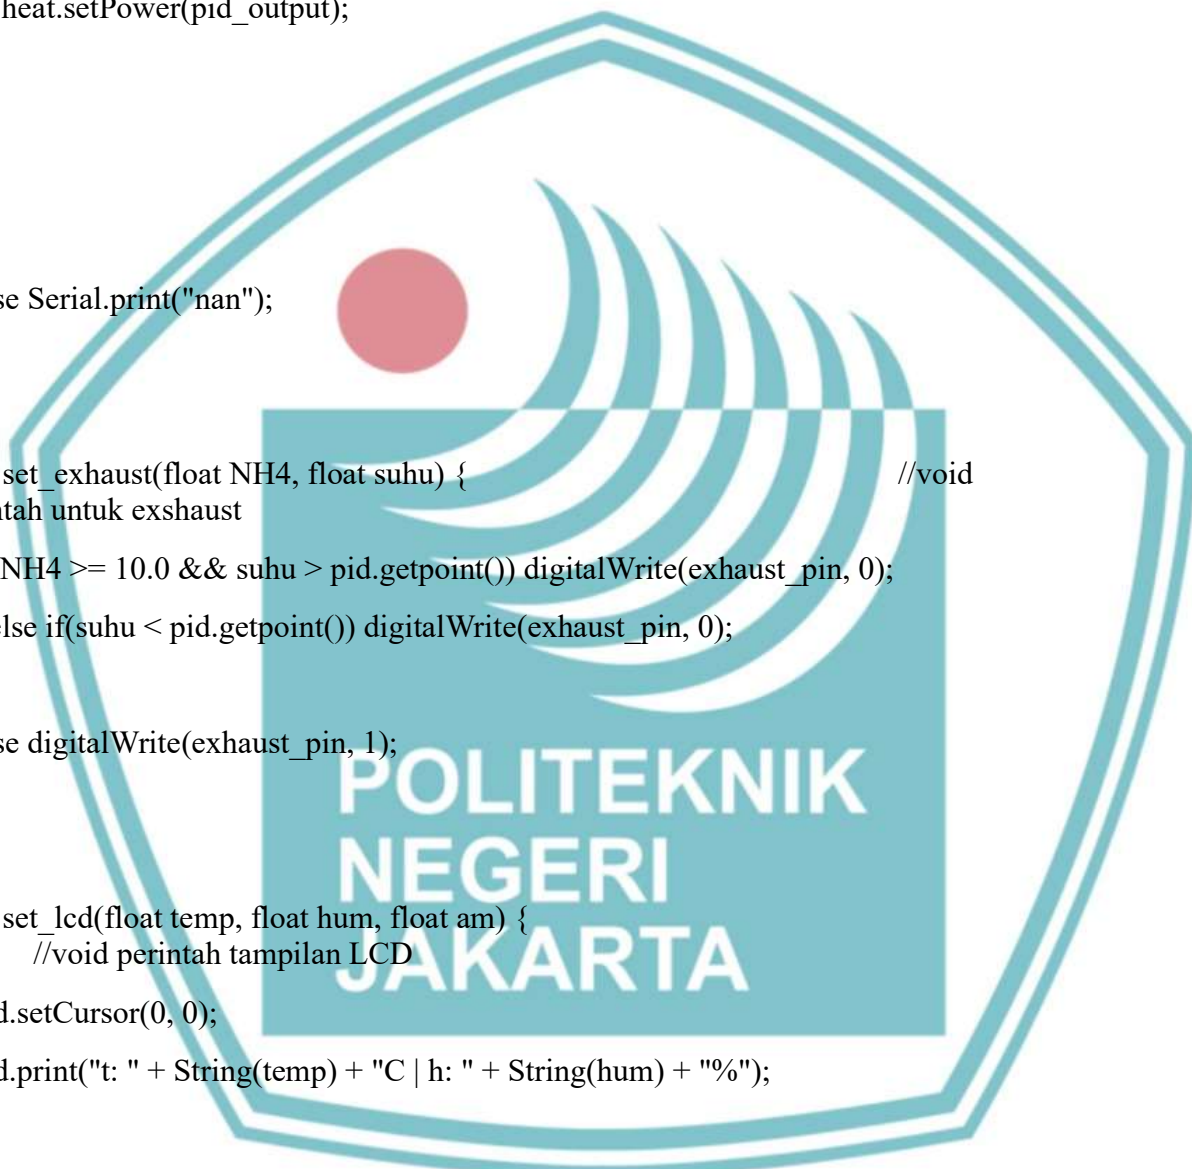 heat.setPower(pid_output);
se Serial.print("nan");
set_exhaust(float NH4, float suhu) { //void
ntah untuk exshaust
NH4 >= 10.0 && suhu > pid.getpoint()) digitalWrite(exhaust_pin, 0);
lse if(suhu < pid.getpoint()) digitalWrite(exhaust_pin, 0);
se digitalWrite(exhaust_pin, 1);
POLITEKNIK
NEGERI
set_lcd(float temp, float hum, float am) {
//void perintah tampilan LCD
JAKARTA
d.setCursor(0, 0);
d.print("t: " + String(temp) + "C | h: " + String(hum) + "%");